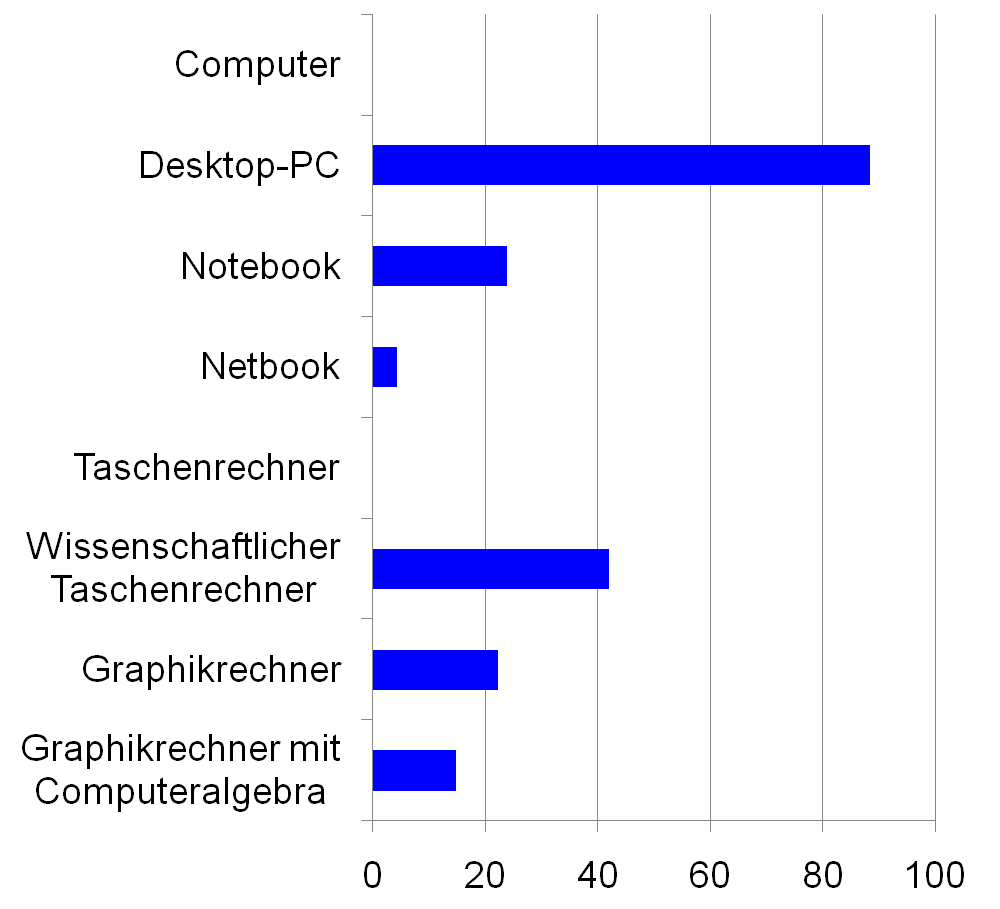 Computer
Desktop-PC
Notebook
Netbook
Taschenrechner
Wissenschaftlicher
Taschenrechner
Graphikrechner
Graphikrechner mit
Computeralgebra
0 20 40 60 80 100